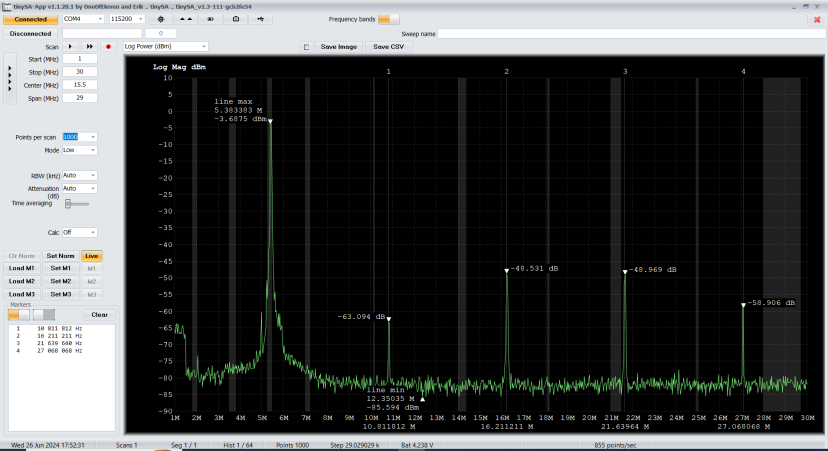 tinySA-App v1.1.20.1 by OneOfEleven and Erik .. tinySA .. tinySA_v1.3-111-gcb2fe54
Connected COM4 115200 Frequency bands
Disconnected 0 Sweep name
Scan Log Power (dBm) Save Image Save CSV
Start (MHz) 1
Stop (MHz) 30
Center (MHz) 15.5
Span (MHz) 29
Points per scan 1000
Mode Low
RBW (kHz) Auto
Attenuation (dB) Auto
Time averaging
Calc Off
Clr Norm Set Norm Live
Load M1 Set M1 M1
Load M2 Set M2 M2
Load M3 Set M3 M3
Markers
Clear
1 10 811 812 Hz
2 16 211 211 Hz
3 21 639 640 Hz
4 27 068 068 Hz
Log Mag dBm
1 2 3 4
10
5
0
-5
-10
-15
-20
-25
-30
-35
-40
-45
-50
-55
-60
-65
-70
-75
-80
-85
-90
line max
5.383383 M
-3.6875 dBm
-63.094 dB
-48.531 dB
-48.969 dB
-58.906 dB
line min
12.35035 M
-85.594 dBm
1M 2M 3M 4M 5M 6M 7M 8M 9M 10M 11M 12M 13M 14M 15M 16M 17M 18M 19M 20M 21M 22M 23M 24M 25M 26M 27M 28M 29M 30M
10.811812 M 16.211211 M 21.63964 M 27.068068 M
Wed 26 Jun 2024 17:52:31 Scans 1 Seg 1 / 1 Hist 1 / 64 Points 1000 Step 29.029029 k Bat 4.238 V 855 points/sec